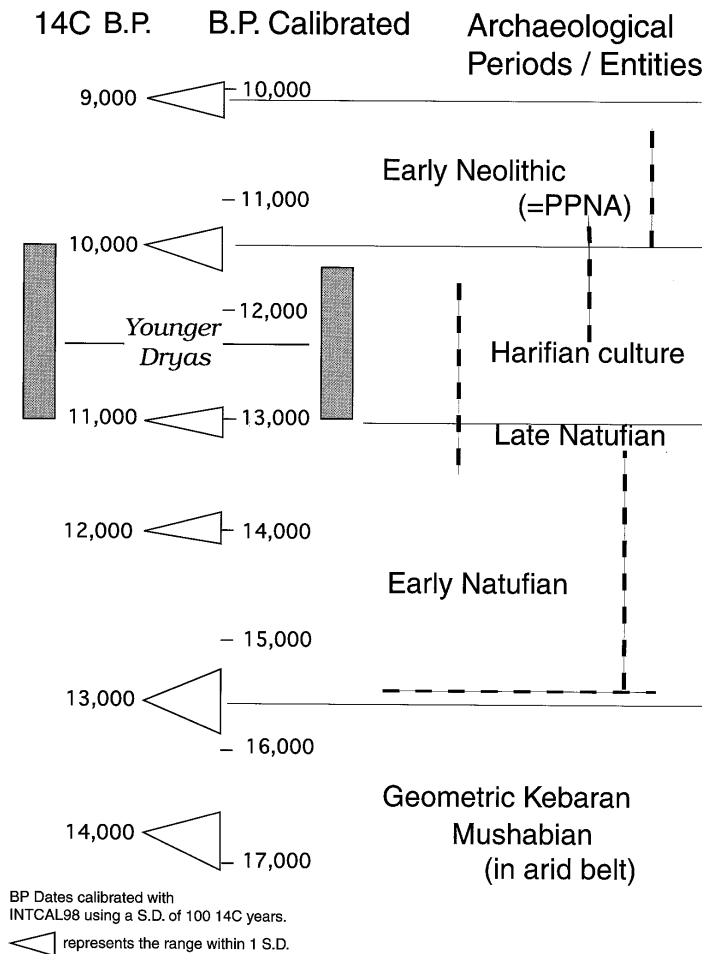 14C B.P. B.P. Calibrated Archaeological
Periods / Entities
10,000
9,000
Early Neolithic
11,000
(=PPNA)
10,000
12,000
Younger
Dryas
Harifian culture
11,000 13,000
Late Natufian
12,000 14,000
Early Natufian
15,000
13,000
16,000
Geometric Kebaran
14,000 Mushabian
17,000 (in arid belt)
BP Dates calibrated with
INTCAL98 using a S.D. of 100 14C years.
represents the range within 1 S.D.